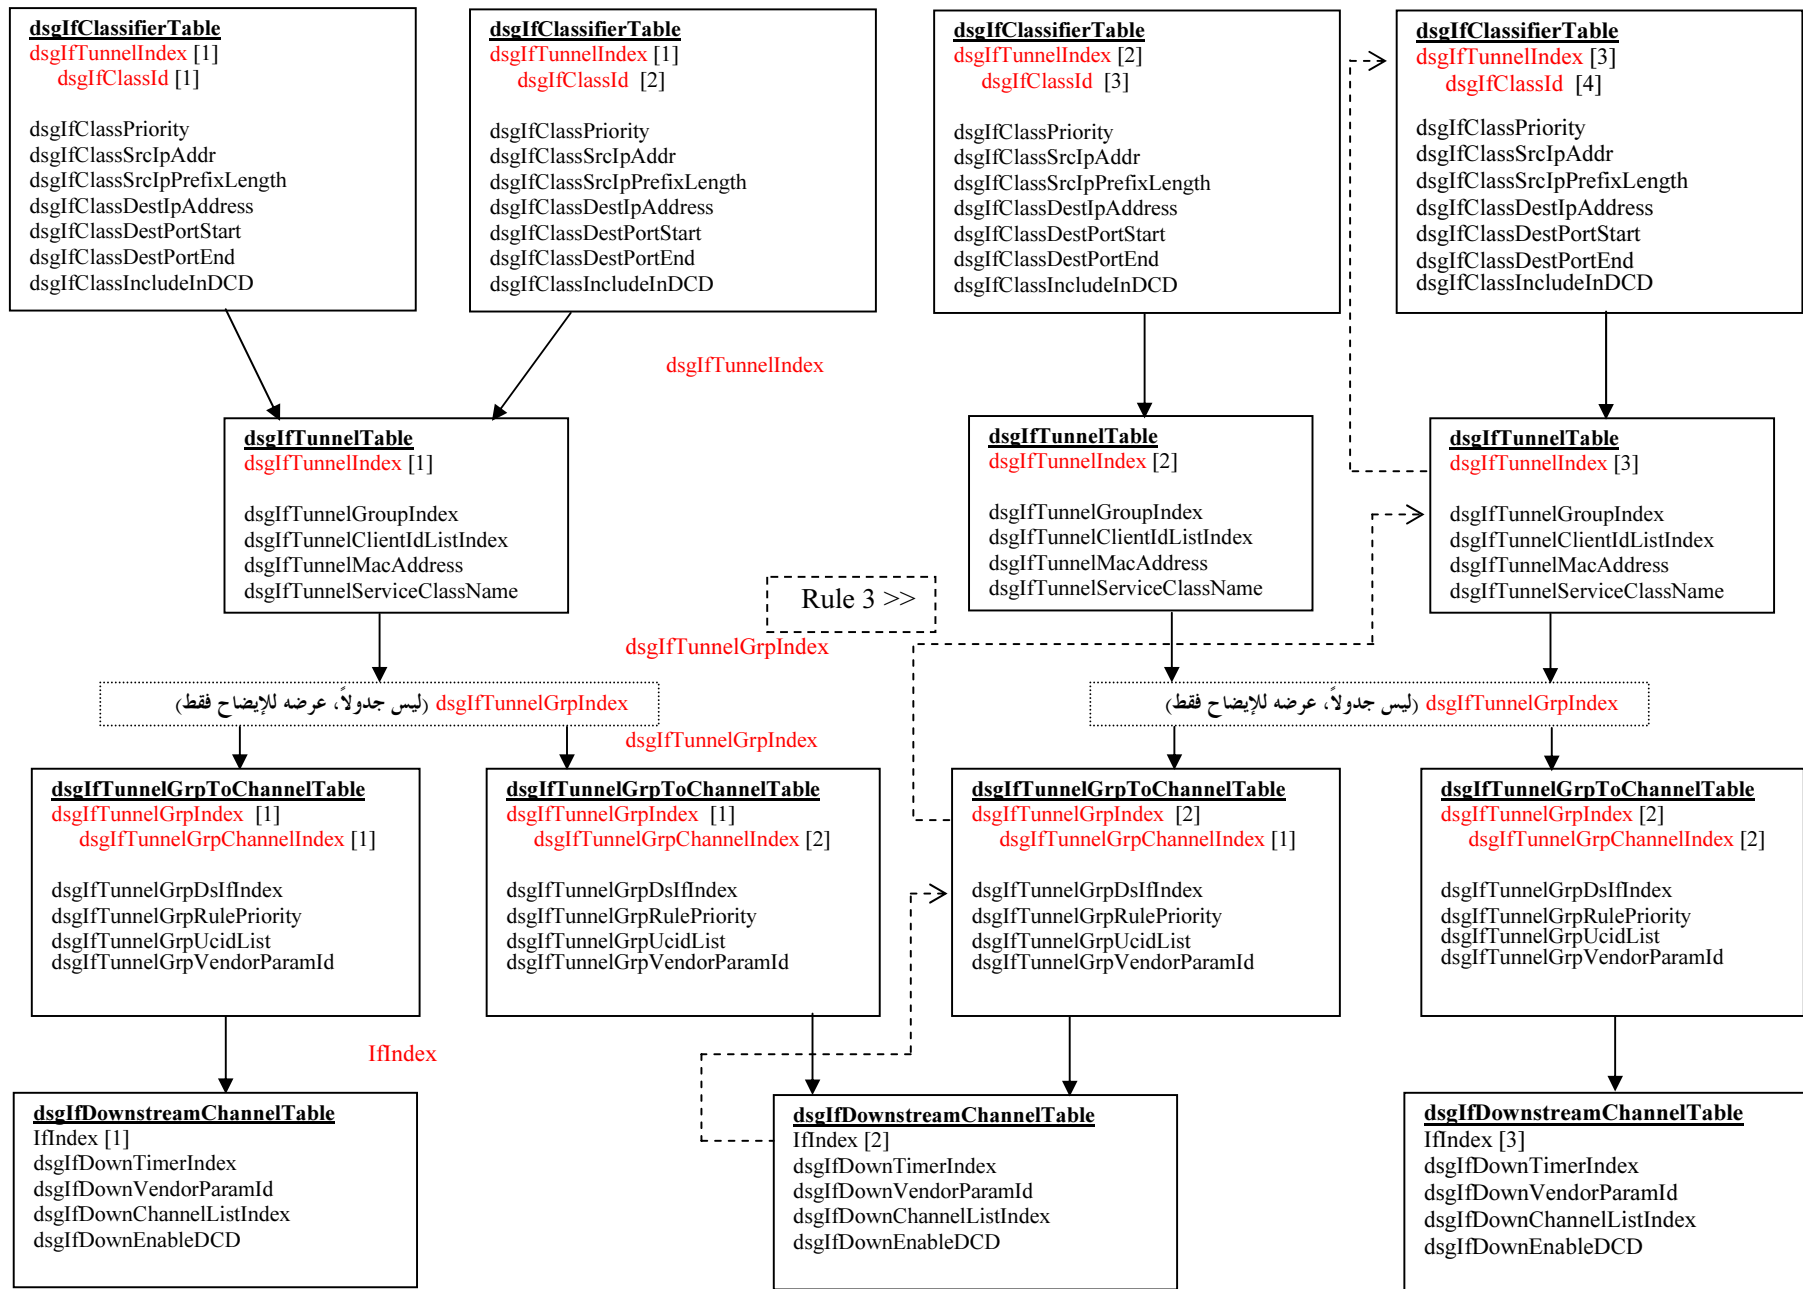 dsgIfClassifierTable
dsgIfTunnelIndex [1]
dsgIfClassId [1]
dsgIfClassPriority
dsgIfClassSrcIpAddr
dsgIfClassSrcIpPrefixLength
dsgIfClassDestIpAddress
dsgIfClassDestPortStart
dsgIfClassDestPortEnd
dsgIfClassIncludeInDCD
dsgIfClassifierTable
dsgIfTunnelIndex [1]
dsgIfClassId [2]
dsgIfClassPriority
dsgIfClassSrcIpAddr
dsgIfClassSrcIpPrefixLength
dsgIfClassDestIpAddress
dsgIfClassDestPortStart
dsgIfClassDestPortEnd
dsgIfClassIncludeInDCD
dsgIfClassifierTable
dsgIfTunnelIndex [2]
dsgIfClassId [3]
dsgIfClassPriority
dsgIfClassSrcIpAddr
dsgIfClassSrcIpPrefixLength
dsgIfClassDestIpAddress
dsgIfClassDestPortStart
dsgIfClassDestPortEnd
dsgIfClassIncludeInDCD
dsgIfClassifierTable
dsgIfTunnelIndex [3]
dsgIfClassId [4]
dsgIfClassPriority
dsgIfClassSrcIpAddr
dsgIfClassSrcIpPrefixLength
dsgIfClassDestIpAddress
dsgIfClassDestPortStart
dsgIfClassDestPortEnd
dsgIfClassIncludeInDCD
dsgIfTunnelIndex
dsgIfTunnelTable
dsgIfTunnelIndex [1]
dsgIfTunnelGroupIndex
dsgIfTunnelClientIdListIndex
dsgIfTunnelMacAddress
dsgIfTunnelServiceClassName
dsgIfTunnelTable
dsgIfTunnelIndex [2]
dsgIfTunnelGroupIndex
dsgIfTunnelClientIdListIndex
dsgIfTunnelMacAddress
dsgIfTunnelServiceClassName
dsgIfTunnelTable
dsgIfTunnelIndex [3]
dsgIfTunnelGroupIndex
dsgIfTunnelClientIdListIndex
dsgIfTunnelMacAddress
dsgIfTunnelServiceClassName
Rule 3 >>
dsgIfTunnelGrpIndex
dsgIfTunnelGrpIndex (ليس جدولاً، عرضه للإيضاح فقط)
dsgIfTunnelGrpIndex (ليس جدولاً، عرضه للإيضاح فقط)
dsgIfTunnelGrpIndex
dsgIfTunnelGrpToChannelTable
dsgIfTunnelGrpIndex [1]
dsgIfTunnelGrpChannelIndex [1]
dsgIfTunnelGrpDsIfIndex
dsgIfTunnelGrpRulePriority
dsgIfTunnelGrpUcidList
dsgIfTunnelGrpVendorParamId
dsgIfTunnelGrpToChannelTable
dsgIfTunnelGrpIndex [1]
dsgIfTunnelGrpChannelIndex [2]
dsgIfTunnelGrpDsIfIndex
dsgIfTunnelGrpRulePriority
dsgIfTunnelGrpUcidList
dsgIfTunnelGrpVendorParamId
dsgIfTunnelGrpToChannelTable
dsgIfTunnelGrpIndex [2]
dsgIfTunnelGrpChannelIndex [1]
dsgIfTunnelGrpDsIfIndex
dsgIfTunnelGrpRulePriority
dsgIfTunnelGrpUcidList
dsgIfTunnelGrpVendorParamId
dsgIfTunnelGrpToChannelTable
dsgIfTunnelGrpIndex [2]
dsgIfTunnelGrpChannelIndex [2]
dsgIfTunnelGrpDsIfIndex
dsgIfTunnelGrpRulePriority
dsgIfTunnelGrpUcidList
dsgIfTunnelGrpVendorParamId
IfIndex
dsgIfDownstreamChannelTable
IfIndex [1]
dsgIfDownTimerIndex
dsgIfDownVendorParamId
dsgIfDownChannelListIndex
dsgIfDownEnableDCD
dsgIfDownstreamChannelTable
IfIndex [2]
dsgIfDownTimerIndex
dsgIfDownVendorParamId
dsgIfDownChannelListIndex
dsgIfDownEnableDCD
dsgIfDownstreamChannelTable
IfIndex [3]
dsgIfDownTimerIndex
dsgIfDownVendorParamId
dsgIfDownChannelListIndex
dsgIfDownEnableDCD